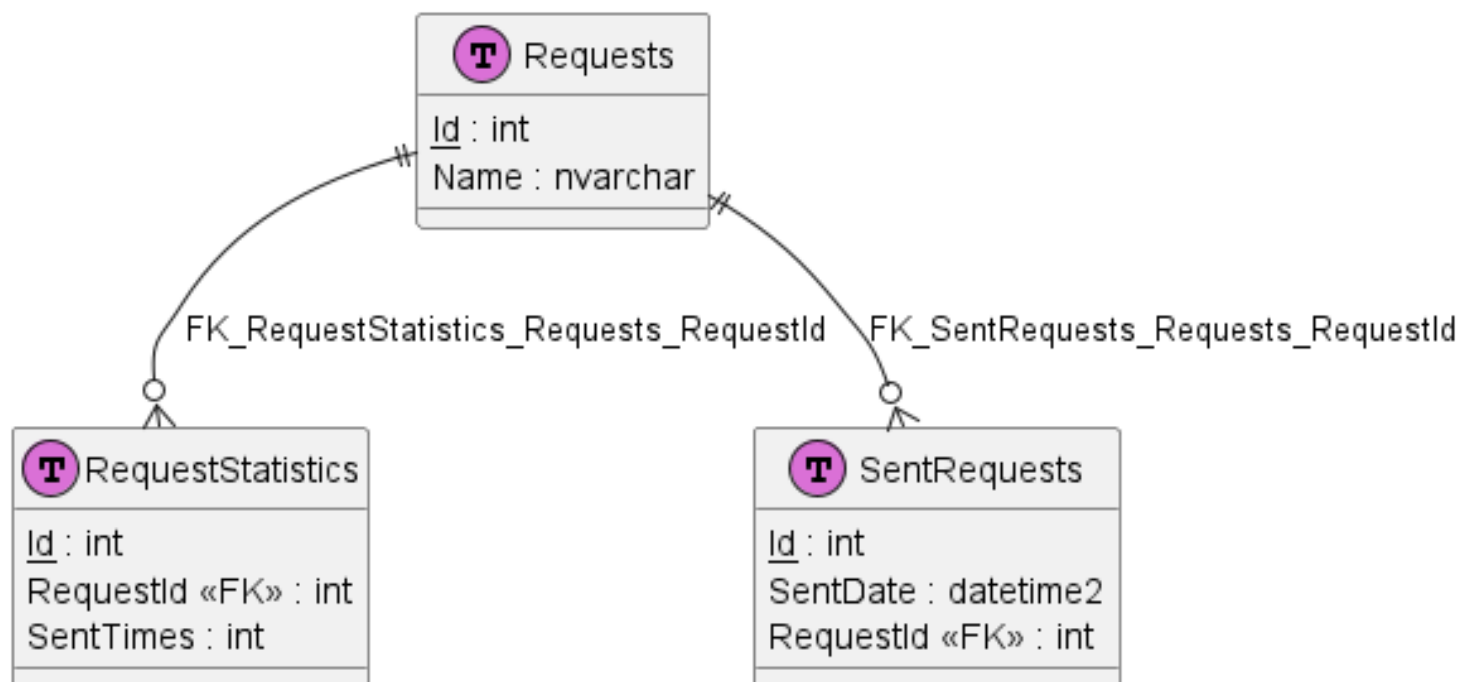 T Requests
Id : int
Name : nvarchar
FK_RequestStatistics_Requests_RequestId
FK_SentRequests_Requests_RequestId
T RequestStatistics
Id : int
RequestId «FK» : int
SentTimes : int
T SentRequests
Id : int
SentDate : datetime2
RequestId «FK» : int